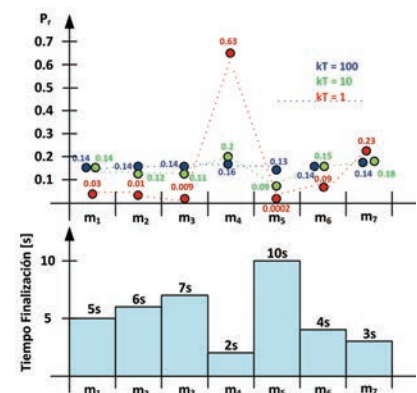 Pr
0.7
0.6
0.5
0.4
0.3
0.2
0.1
0.63
kT = 100
kT = 10
kT = 1
0.14 0.14
0.03
0.14
0.01
0.12
0.14
0.009
0.11
0.2
0.16
0.13
0.09
0.0002
0.15
0.14
0.09
0.23
0.14
0.18
m1 m2 m3 m4 m5 m6 m7
Tiempo Finalización [s]
10
5
5s
6s
7s
2s
10s
4s
3s
m1 m2 m3 m4 m5 m6 m7